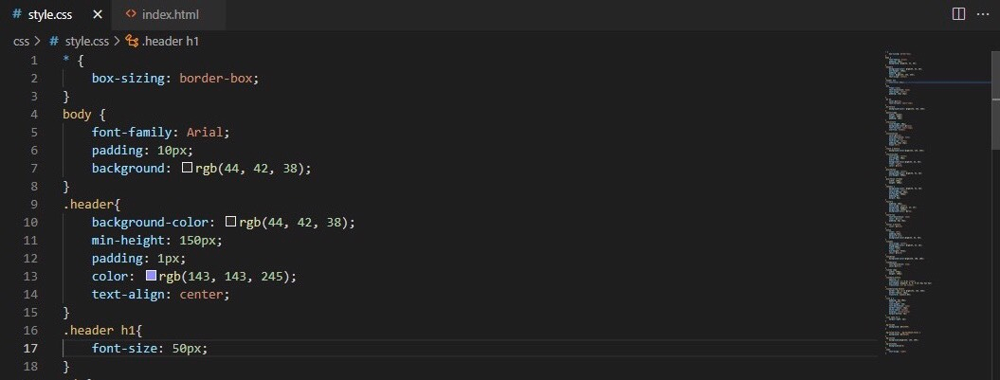 # style.css × <> index.html ···
css > # style.css > .header h1
1 * {
2 box-sizing: border-box;
3 }
4 body {
5 font-family: Arial;
6 padding: 10px;
7 background: rgb(44, 42, 38);
8 }
9 .header{
10 background-color: rgb(44, 42, 38);
11 min-height: 150px;
12 padding: 1px;
13 color: rgb(143, 143, 245);
14 text-align: center;
15 }
16 .header h1{
17 font-size: 50px;
18 }